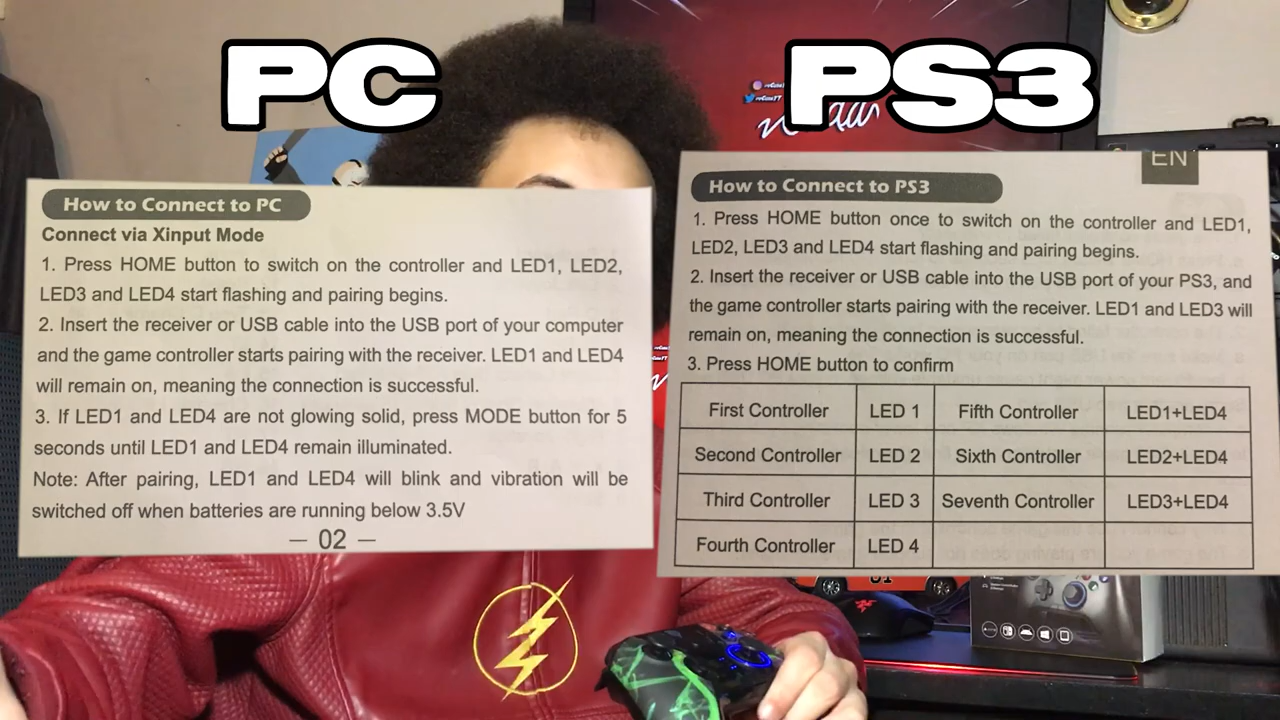 PC
PS3
How to Connect to PC
Connect via Xinput Mode
1. Press HOME button to switch on the controller and LED1, LED2,
LED3 and LED4 start flashing and pairing begins.
2. Insert the receiver or USB cable into the USB port of your computer
and the game controller starts pairing with the receiver. LED1 and LED4
will remain on, meaning the connection is successful.
3. If LED1 and LED4 are not glowing solid, press MODE button for 5
seconds until LED1 and LED4 remain illuminated.
Note: After pairing, LED1 and LED4 will blink and vibration will be
switched off when batteries are running below 3.5V
— 02 —
EN
How to Connect to PS3
1. Press HOME button once to switch on the controller and LED1,
LED2, LED3 and LED4 start flashing and pairing begins.
2. Insert the receiver or USB cable into the USB port of your PS3, and
the game controller starts pairing with the receiver. LED1 and LED3 will
remain on, meaning the connection is successful.
3. Press HOME button to confirm
First Controller LED 1 Fifth Controller LED1+LED4
Second Controller LED 2 Sixth Controller LED2+LED4
Third Controller LED 3 Seventh Controller LED3+LED4
Fourth Controller LED 4
01